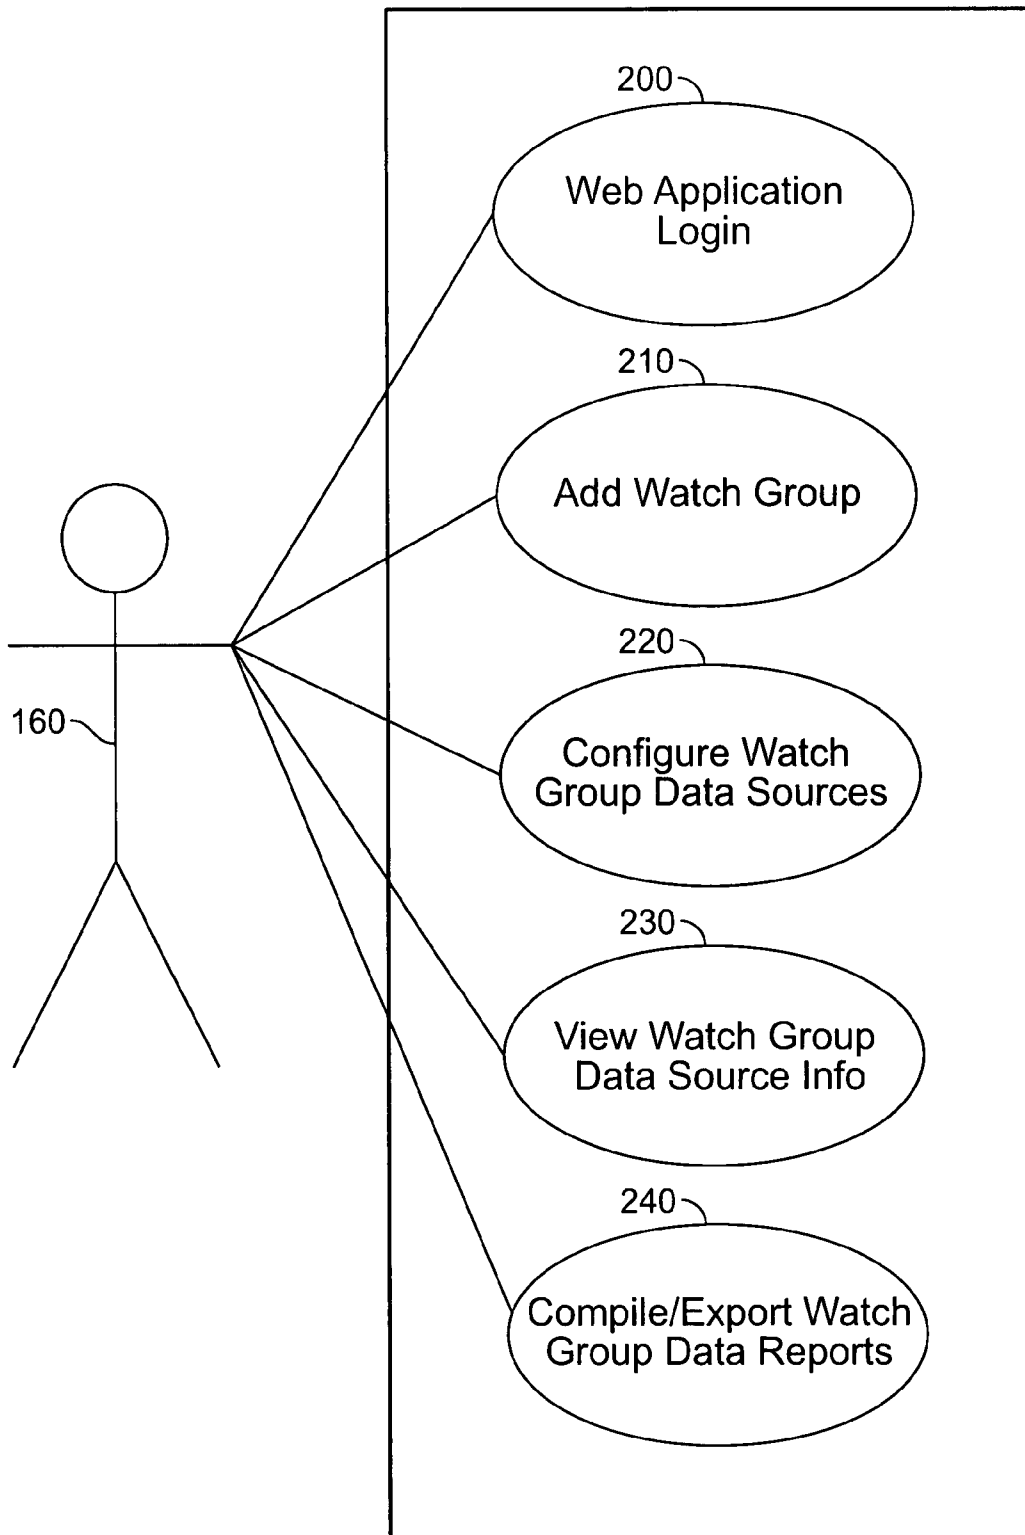 200
Web Application
Login
210
Add Watch Group
220
160
Configure Watch
Group Data Sources
230
View Watch Group
Data Source Info
240
Compile/Export Watch
Group Data Reports